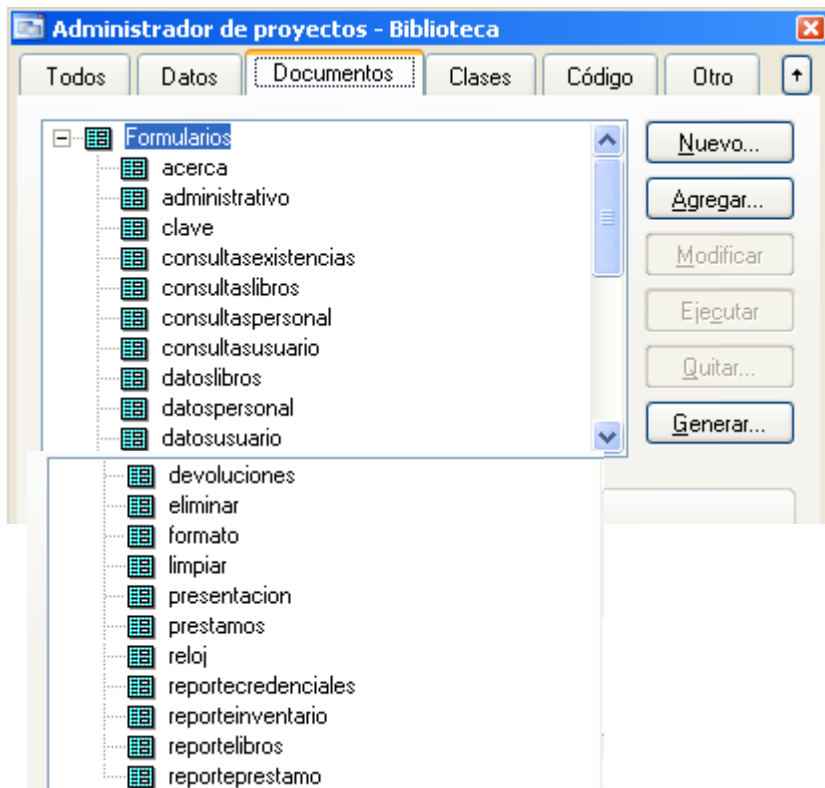 Administrador de proyectos - Biblioteca
Todos Datos Documentos Clases Código Otro
Formularios
Nuevo...
acerca
administrativo
Agregar...
clave
consultasexistencias
Modificar
consultaslibros
consultaspersonal
Ejecutar
consultasusuario
datoslibros
Quitar...
datospersonal
datosusuario
Generar...
devoluciones
eliminar
formato
limpiar
presentacion
prestamos
reloj
reportecredenciales
reporteinventario
reportelibros
reporteprestamo